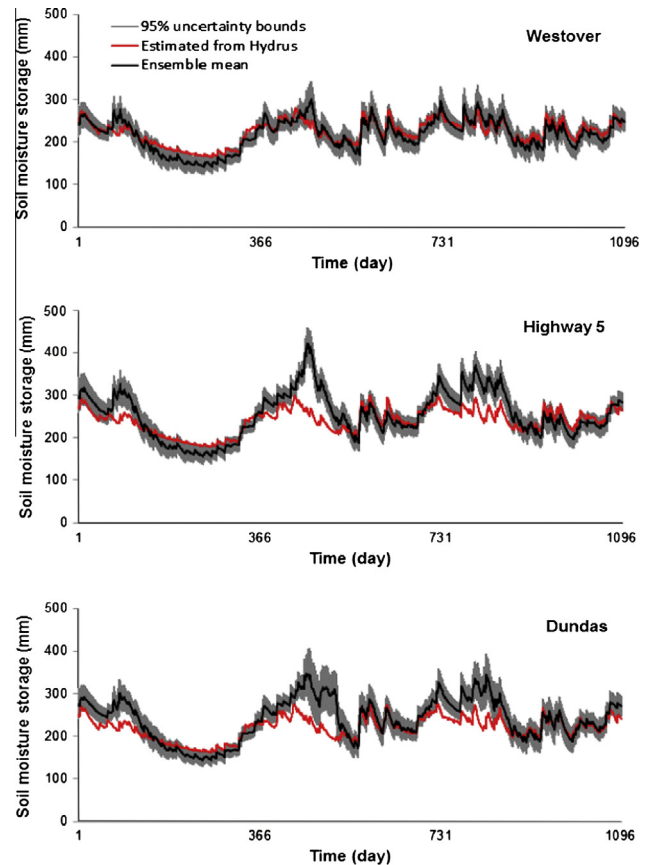 95% uncertainty bounds
Estimated from Hydrus
Ensemble mean
Westover
Soil moisture storage (mm)
500
400
300
200
100
0
1
366
731
1096
Time (day)
Highway 5
Soil moisture storage (mm)
500
400
300
200
100
0
1
366
731
1096
Time (day)
Dundas
Soil moisture storage (mm)
500
400
300
200
100
0
1
366
731
1096
Time (day)